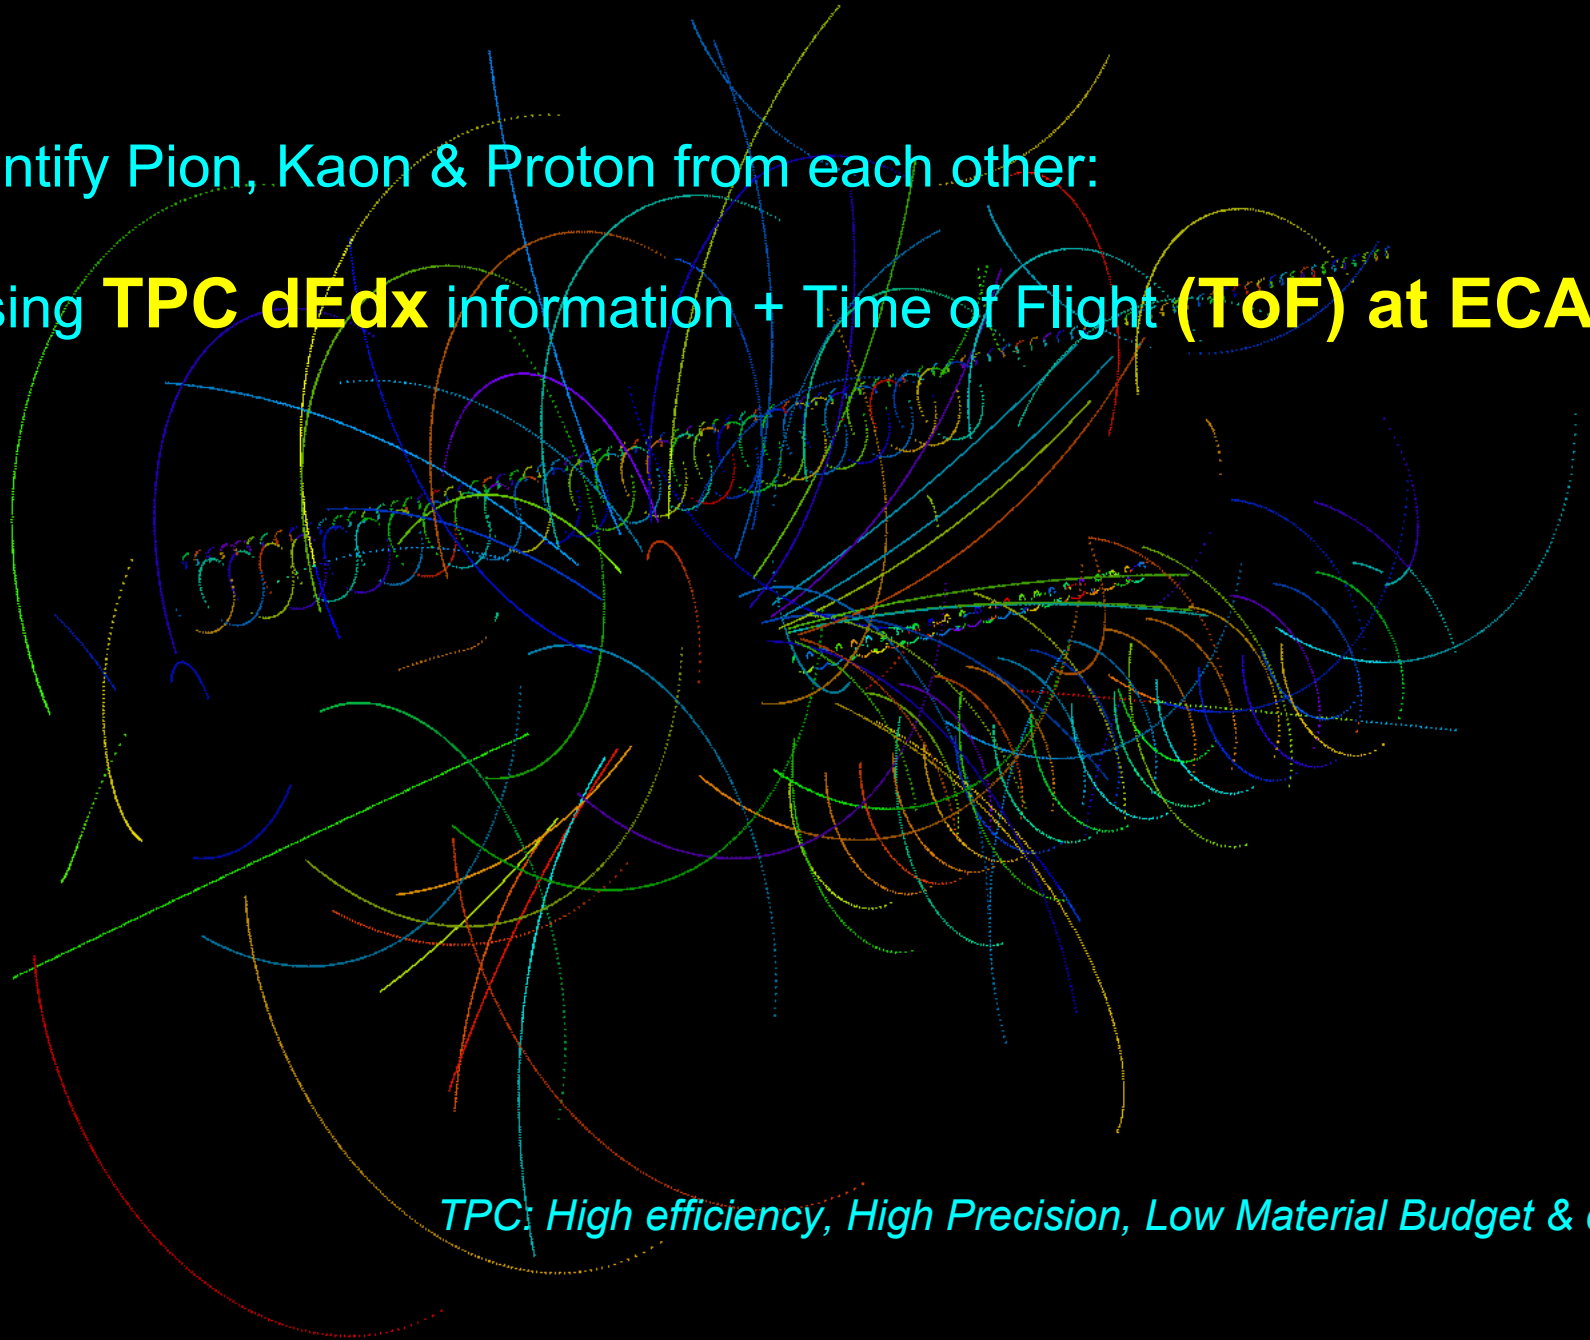 ntify Pion, Kaon & Proton from each other:
sing TPC dEdx information + Time of Flight (ToF) at ECA
TPC: High efficiency, High Precision, Low Material Budget &